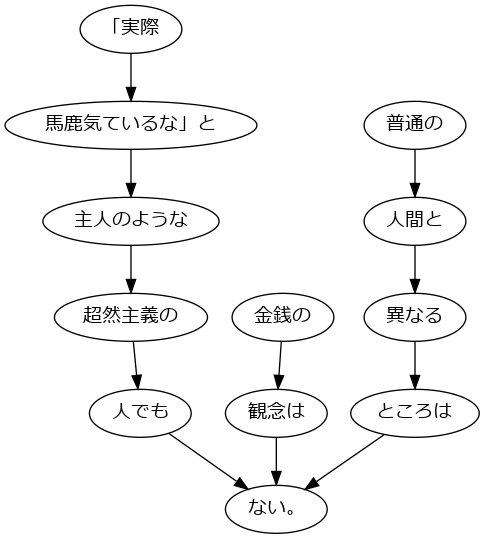 「実際
馬鹿気ているな」と
普通の
主人のような
人間と
超然主義の
金銭の
異なる
人でも
観念は
ところは
ない。